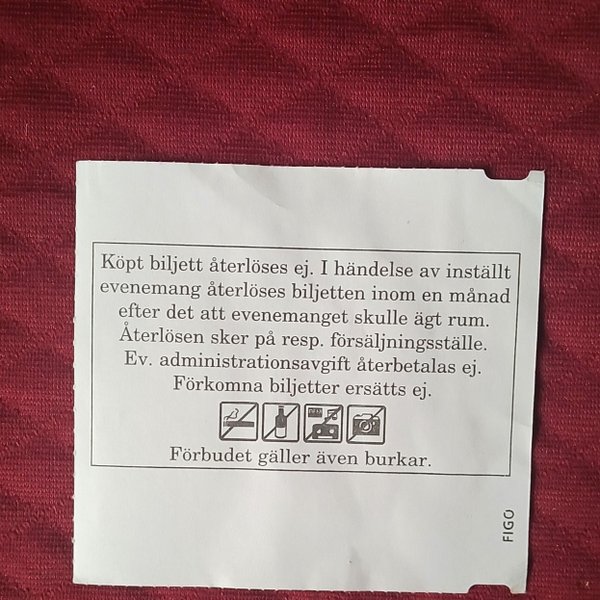 Köpt biljett återlöses ej. I händelse av inställt
evenemang återlöses biljetten inom en månad
efter det att evenemanget skulle ägt rum.
Återlösen sker på resp. försäljningsställe.
Ev. administrationsavgift återbetalas ej.
Förkomna biljetter ersätts ej.
Förbudet gäller även burkar.
FIGO